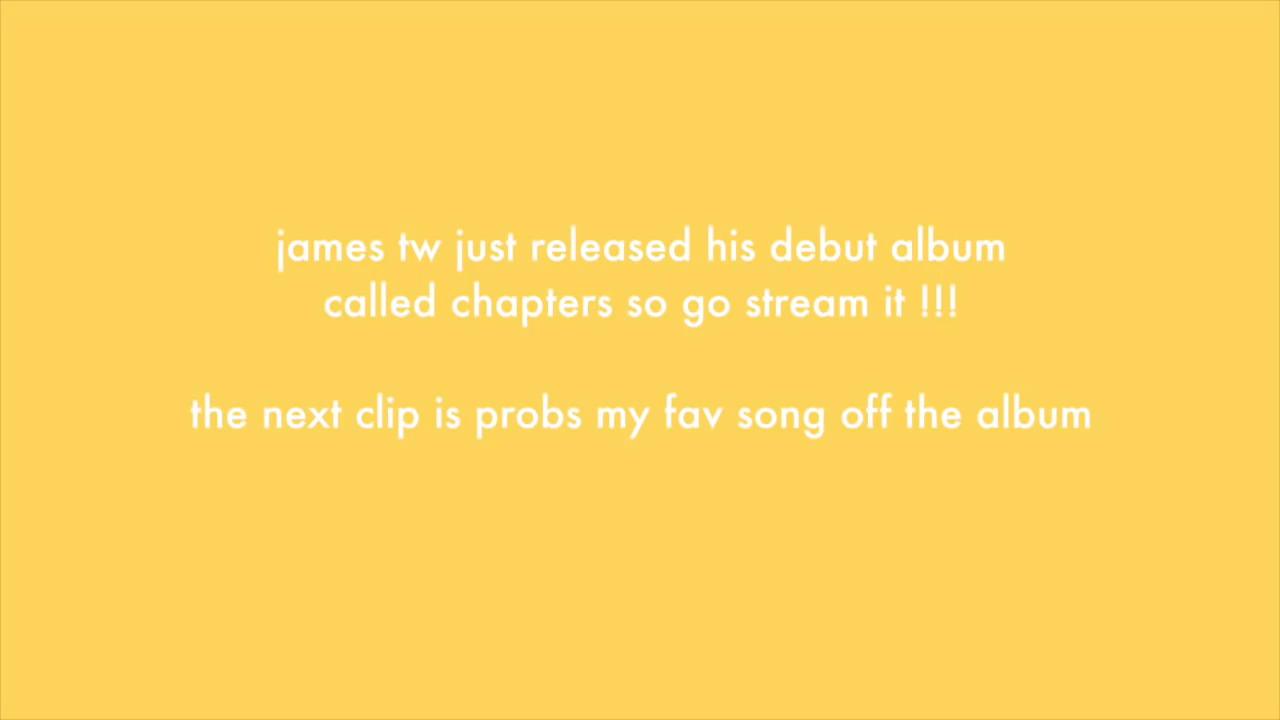 james tw just released his debut album
called chapters so go stream it !!!
the next clip is probs my fav song off the album